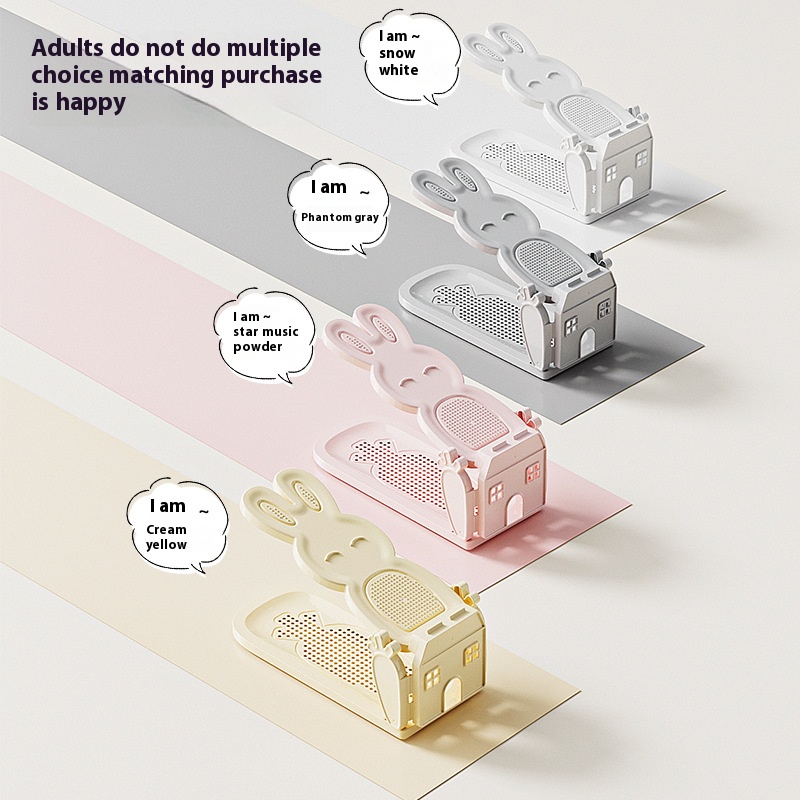 Adults do not do multiple
choice matching purchase
is happy
I am ~
snow
white
I am ~
Phantom gray
I am ~
star music
powder
I am ~
Cream
yellow